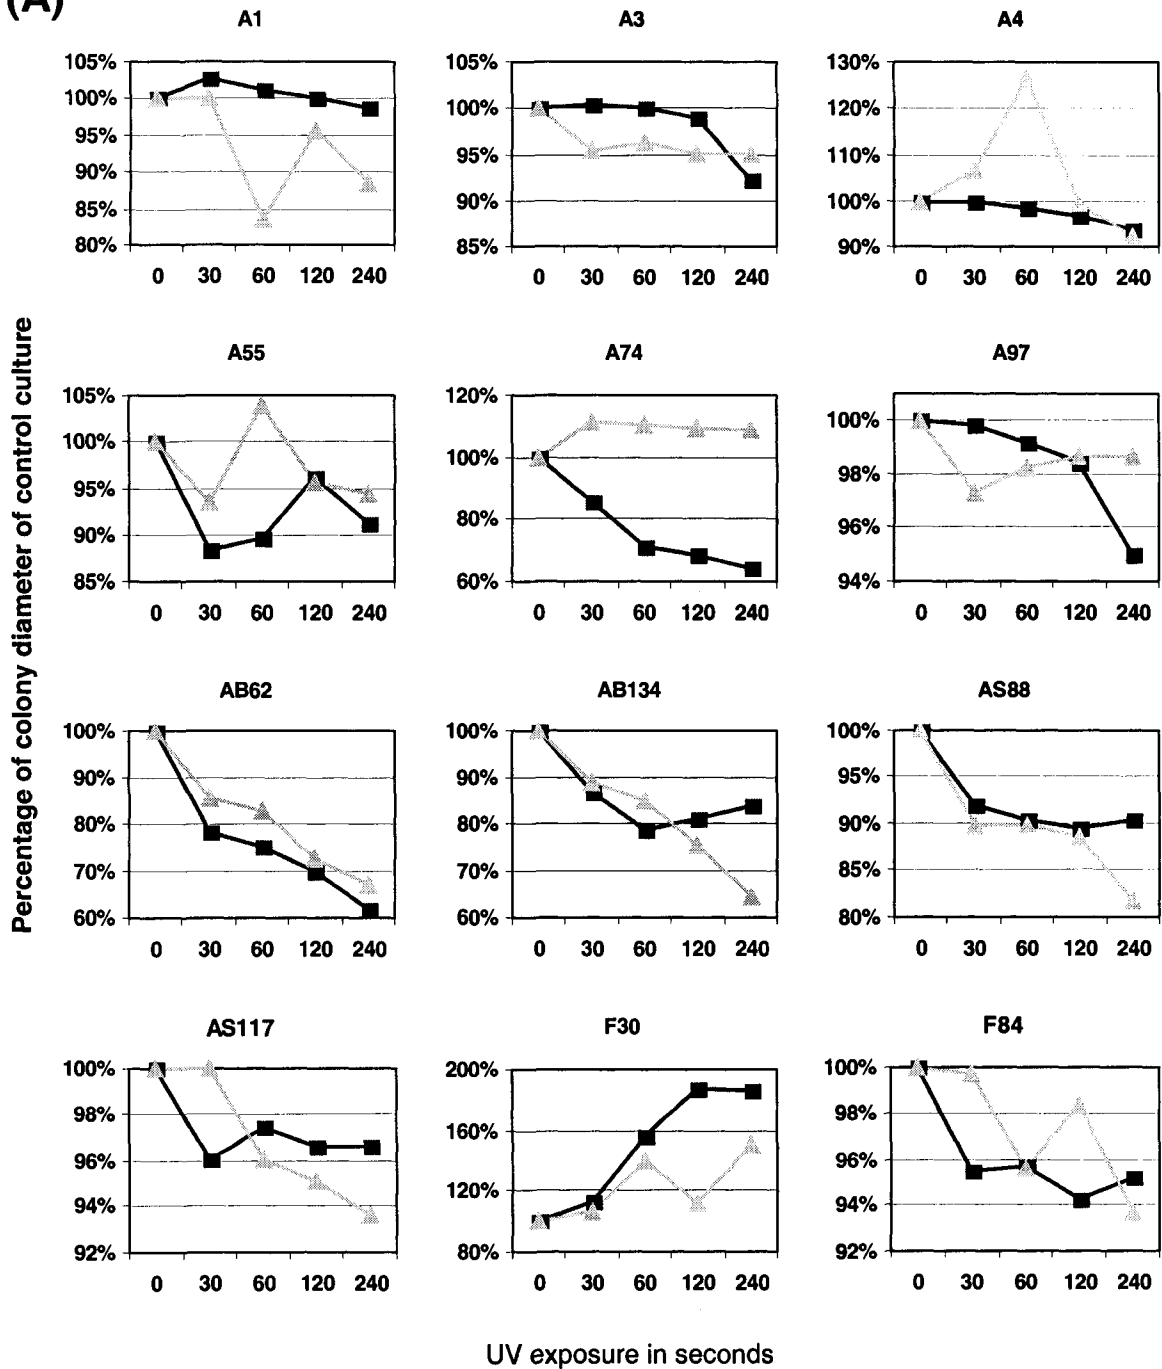 (A)
A1 A3 A4
105% 105% 130%
100% 100% 120%
95% 95% 110%
90% 90% 100%
85% 85% 90%
80%
0 30 60 120 240 0 30 60 120 240 0 30 60 120 240
Percentage of colony diameter of control culture
A55 A74 A97
105% 120% 100%
100% 100% 98%
95% 80% 96%
90% 60% 94%
85%
0 30 60 120 240 0 30 60 120 240 0 30 60 120 240
AB62 AB134 AS88
100% 100% 100%
90% 90% 95%
80% 80% 90%
70% 70% 85%
60% 60% 80%
0 30 60 120 240 0 30 60 120 240 0 30 60 120 240
AS117 F30 F84
100% 200% 100%
98% 160% 98%
96% 120% 96%
94% 80% 94%
92% 92%
0 30 60 120 240 0 30 60 120 240 0 30 60 120 240
UV exposure in seconds